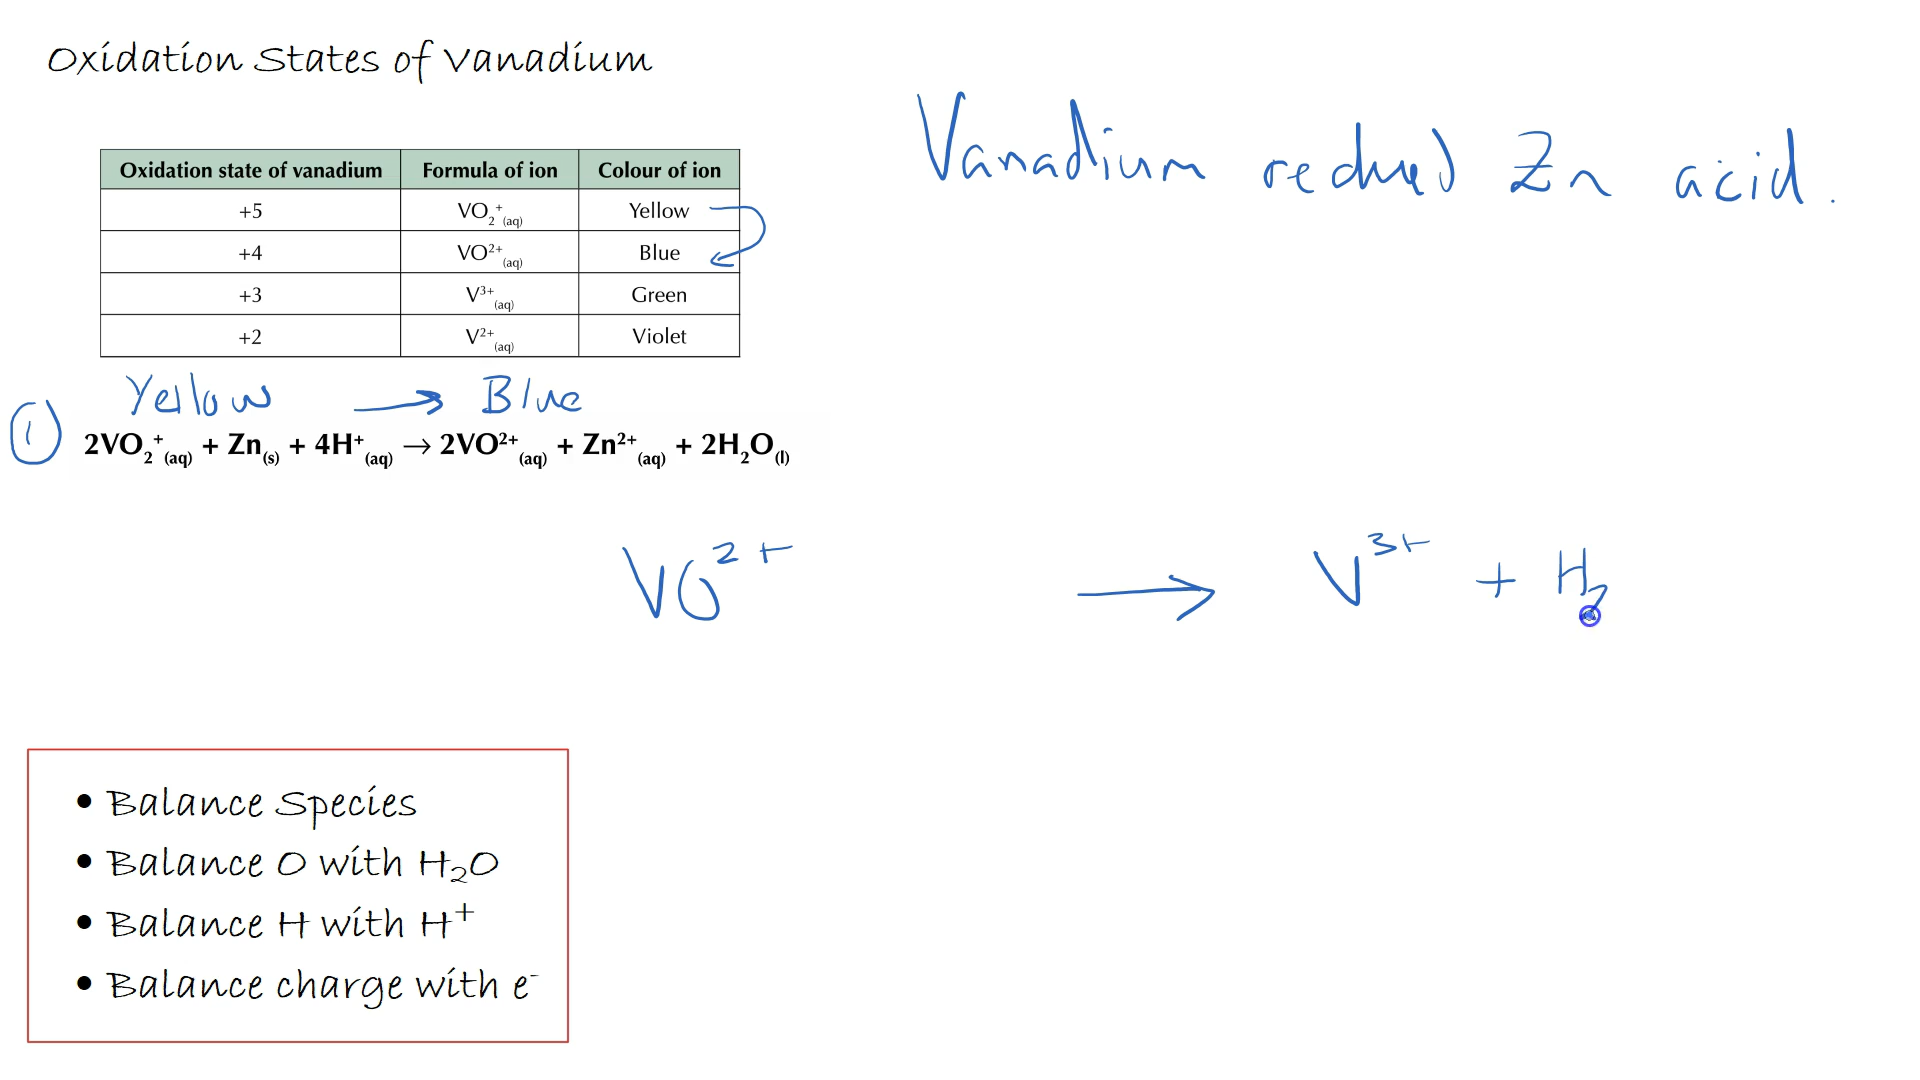 Oxidation States of Vanadium
Vanadium reduced Zn acid.
Oxidation state of vanadium Formula of ion Colour of ion
+5 VO₂⁺(aq) Yellow
+4 VO²⁺(aq) Blue
+3 V³⁺(aq) Green
+2 V²⁺(aq) Violet
Yellow → Blue
① 2VO₂⁺(aq) + Zn(s) + 4H⁺(aq) → 2VO²⁺(aq) + Zn²⁺(aq) + 2H₂O(l)
VO²⁺ → V³⁺ + H₂
• Balance Species
• Balance O with H₂O
• Balance H with H⁺
• Balance charge with e⁻